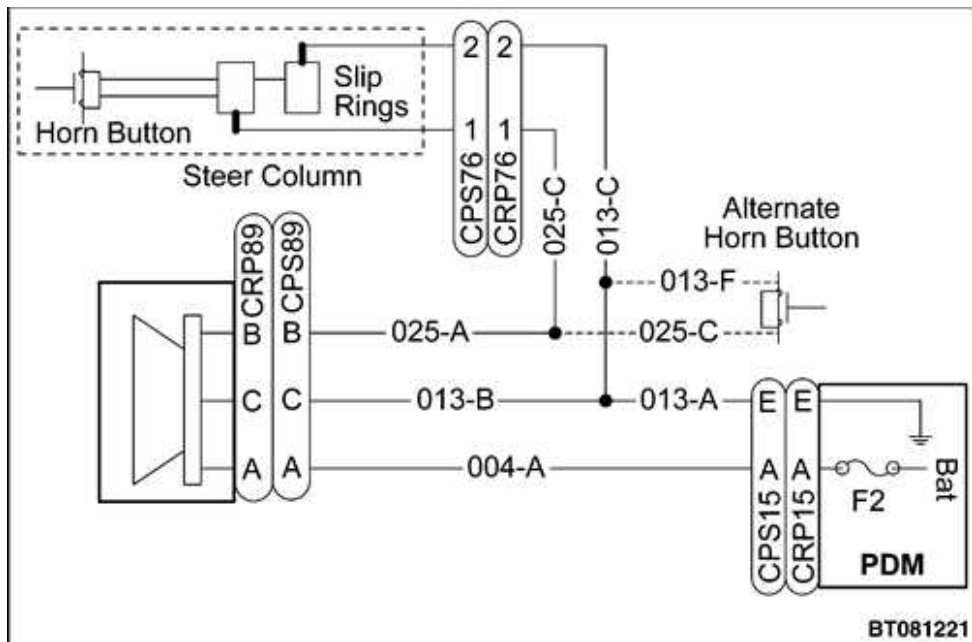 2 2
Slip
Rings
Horn Button
1 1
Steer Column
CPS76
CRP76
025-C
013-C
Alternate
Horn Button
CRP89
CPS89
013-F
B B 025-A 025-C
C C 013-B 013-A E E
A A 004-A A A
F2
Bat
CPS15
CRP15
PDM
BT081221